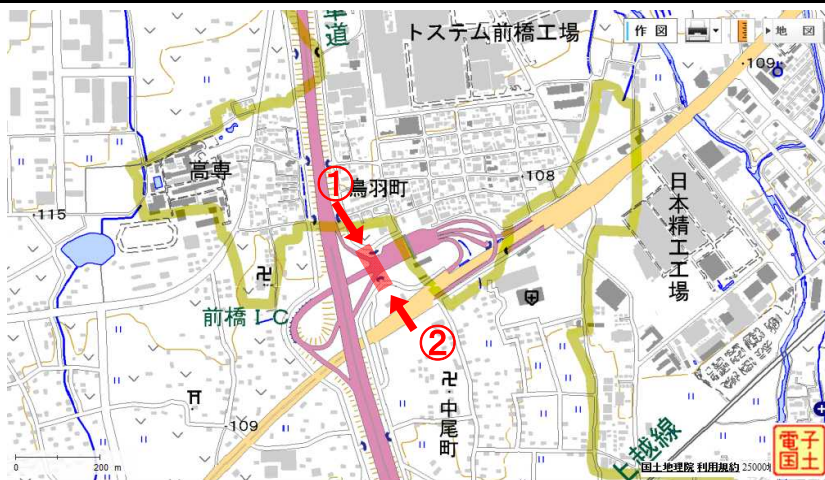 車道
トステム前橋工場
作図
地図
109
高専
①
鳥羽町
108
115
日本精工工場
前橋IC
②
中尾町
109
上越線
0 200 m
国土地理院 利用規約 25000
電子国土